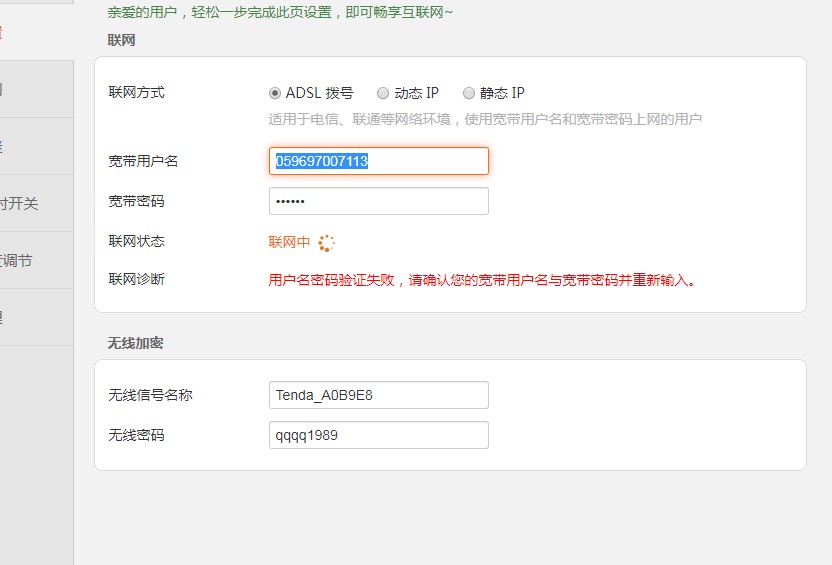 亲爱的用户，轻松一步完成此页设置，即可畅享互联网~
联网
联网方式 ADSL 拨号 动态 IP 静态 IP
适用于电信、联通等网络环境，使用宽带用户名和宽带密码上网的用户
宽带用户名 059697007113
时开关
宽带密码 ••••••
联网状态 联网中
调节
联网诊断 用户名密码验证失败，请确认您的宽带用户名与宽带密码并重新输入。
无线加密
无线信号名称 Tenda_A0B9E8
无线密码 qqqq1989